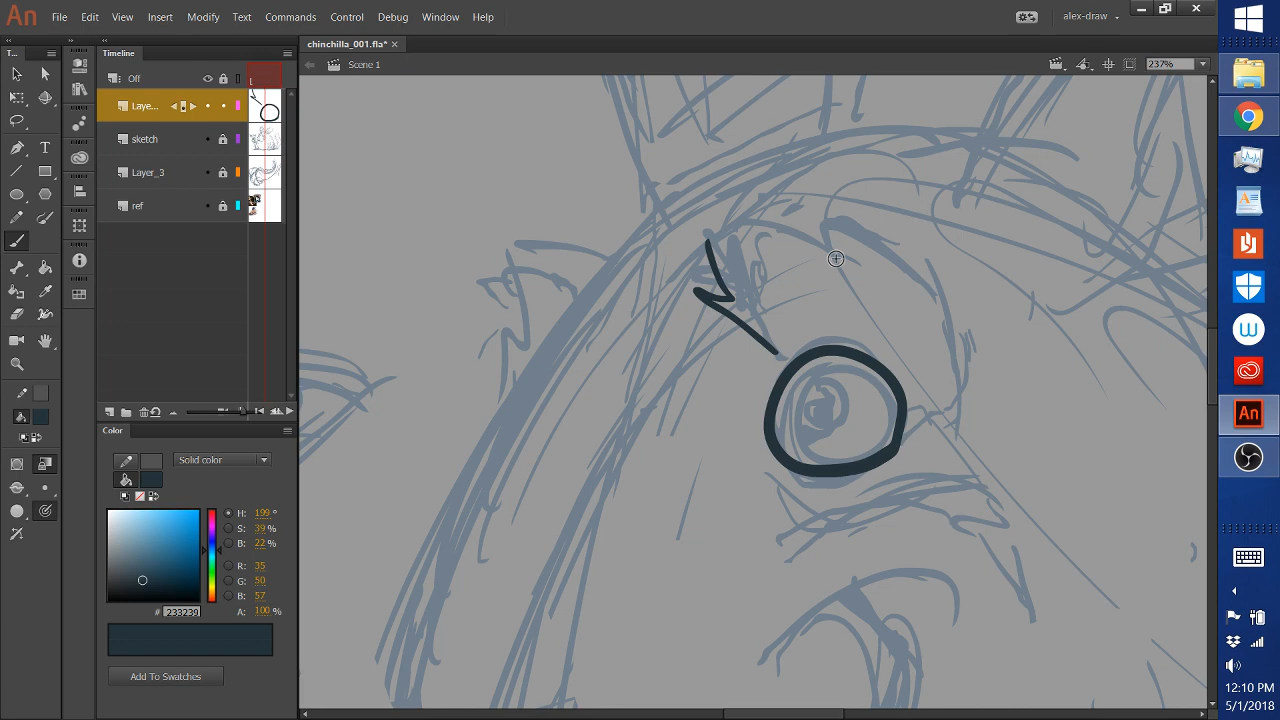 An File Edit View Insert Modify Text Commands Control Debug Window Help alex-draw
T...
Timeline
chinchilla_001.fla* ×
Scene 1
237%
Off
1
Laye...
sketch
Layer_3
ref
Color
Solid color
H: 199 °
S: 39 %
B: 22 %
R: 35
G: 50
B: 57
# 233239
A: 100 %
Add To Swatches
An
12:10 PM
5/1/2018